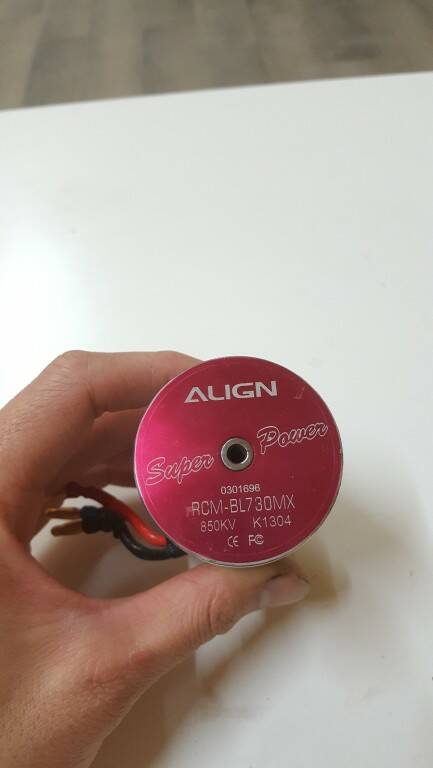 ALIGN
Super Power
0301696
RCM-BL730MX
850KV K1304
CE FC